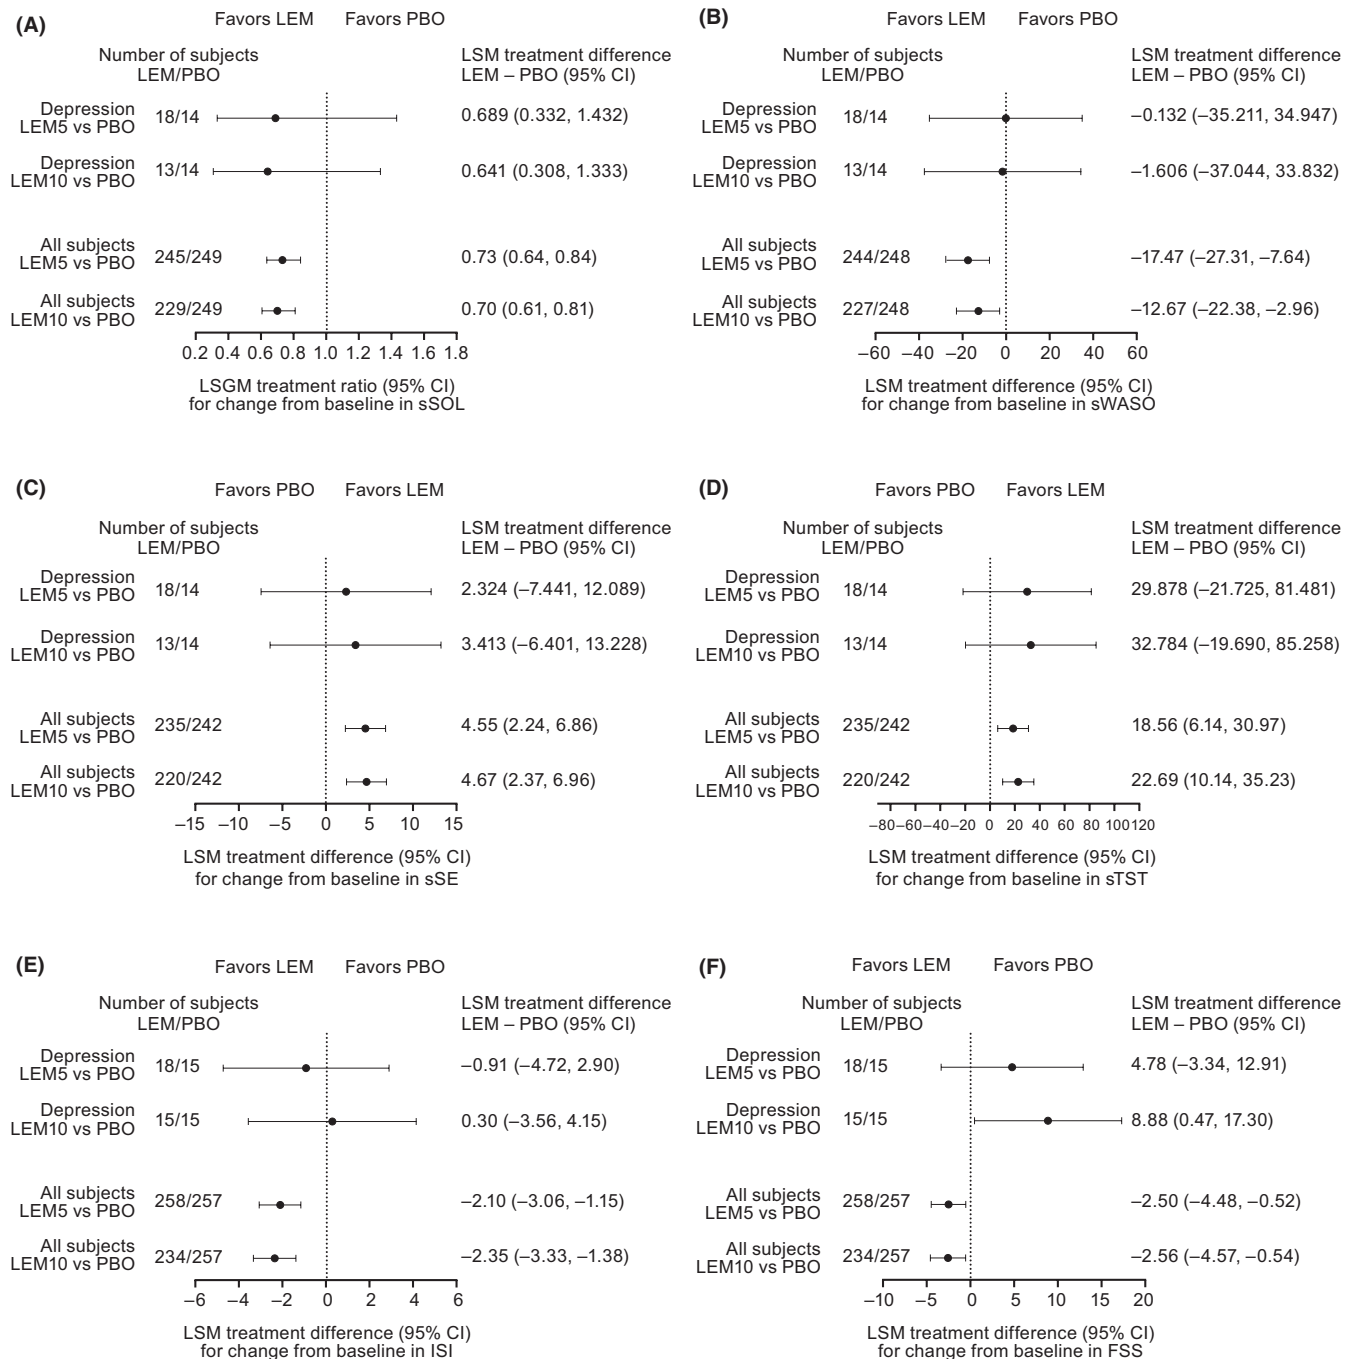 (A)
Favors LEM Favors PBO
Number of subjects
LEM/PBO
LSM treatment difference
LEM – PBO (95% CI)
Depression
LEM5 vs PBO
18/14
0.689 (0.332, 1.432)
Depression
LEM10 vs PBO
13/14
0.641 (0.308, 1.333)
All subjects
LEM5 vs PBO
245/249
0.73 (0.64, 0.84)
All subjects
LEM10 vs PBO
229/249
0.70 (0.61, 0.81)
0.2 0.4 0.6 0.8 1.0 1.2 1.4 1.6 1.8
LSGM treatment ratio (95% CI)
for change from baseline in sSOL
(B)
Favors LEM Favors PBO
Number of subjects
LEM/PBO
LSM treatment difference
LEM – PBO (95% CI)
Depression
LEM5 vs PBO
18/14
–0.132 (–35.211, 34.947)
Depression
LEM10 vs PBO
13/14
–1.606 (–37.044, 33.832)
All subjects
LEM5 vs PBO
244/248
–17.47 (–27.31, –7.64)
All subjects
LEM10 vs PBO
227/248
–12.67 (–22.38, –2.96)
–60 –40 –20 0 20 40 60
LSM treatment difference (95% CI)
for change from baseline in sWASO
(C)
Favors PBO Favors LEM
Number of subjects
LEM/PBO
LSM treatment difference
LEM – PBO (95% CI)
Depression
LEM5 vs PBO
18/14
2.324 (–7.441, 12.089)
Depression
LEM10 vs PBO
13/14
3.413 (–6.401, 13.228)
All subjects
LEM5 vs PBO
235/242
4.55 (2.24, 6.86)
All subjects
LEM10 vs PBO
220/242
4.67 (2.37, 6.96)
–15 –10 –5 0 5 10 15
LSM treatment difference (95% CI)
for change from baseline in sSE
(D)
Favors PBO Favors LEM
Number of subjects
LEM/PBO
LSM treatment difference
LEM – PBO (95% CI)
Depression
LEM5 vs PBO
18/14
29.878 (–21.725, 81.481)
Depression
LEM10 vs PBO
13/14
32.784 (–19.690, 85.258)
All subjects
LEM5 vs PBO
235/242
18.56 (6.14, 30.97)
All subjects
LEM10 vs PBO
220/242
22.69 (10.14, 35.23)
–80 –60 –40 –20 0 20 40 60 80 100 120
LSM treatment difference (95% CI)
for change from baseline in sTST
(E)
Favors LEM Favors PBO
Number of subjects
LEM/PBO
LSM treatment difference
LEM – PBO (95% CI)
Depression
LEM5 vs PBO
18/15
–0.91 (–4.72, 2.90)
Depression
LEM10 vs PBO
15/15
0.30 (–3.56, 4.15)
All subjects
LEM5 vs PBO
258/257
–2.10 (–3.06, –1.15)
All subjects
LEM10 vs PBO
234/257
–2.35 (–3.33, –1.38)
–6 –4 –2 0 2 4 6
LSM treatment difference (95% CI)
for change from baseline in ISI
(F)
Favors LEM Favors PBO
Number of subjects
LEM/PBO
LSM treatment difference
LEM – PBO (95% CI)
Depression
LEM5 vs PBO
18/15
4.78 (–3.34, 12.91)
Depression
LEM10 vs PBO
15/15
8.88 (0.47, 17.30)
All subjects
LEM5 vs PBO
258/257
–2.50 (–4.48, –0.52)
All subjects
LEM10 vs PBO
234/257
–2.56 (–4.57, –0.54)
–10 –5 0 5 10 15 20
LSM treatment difference (95% CI)
for change from baseline in FSS